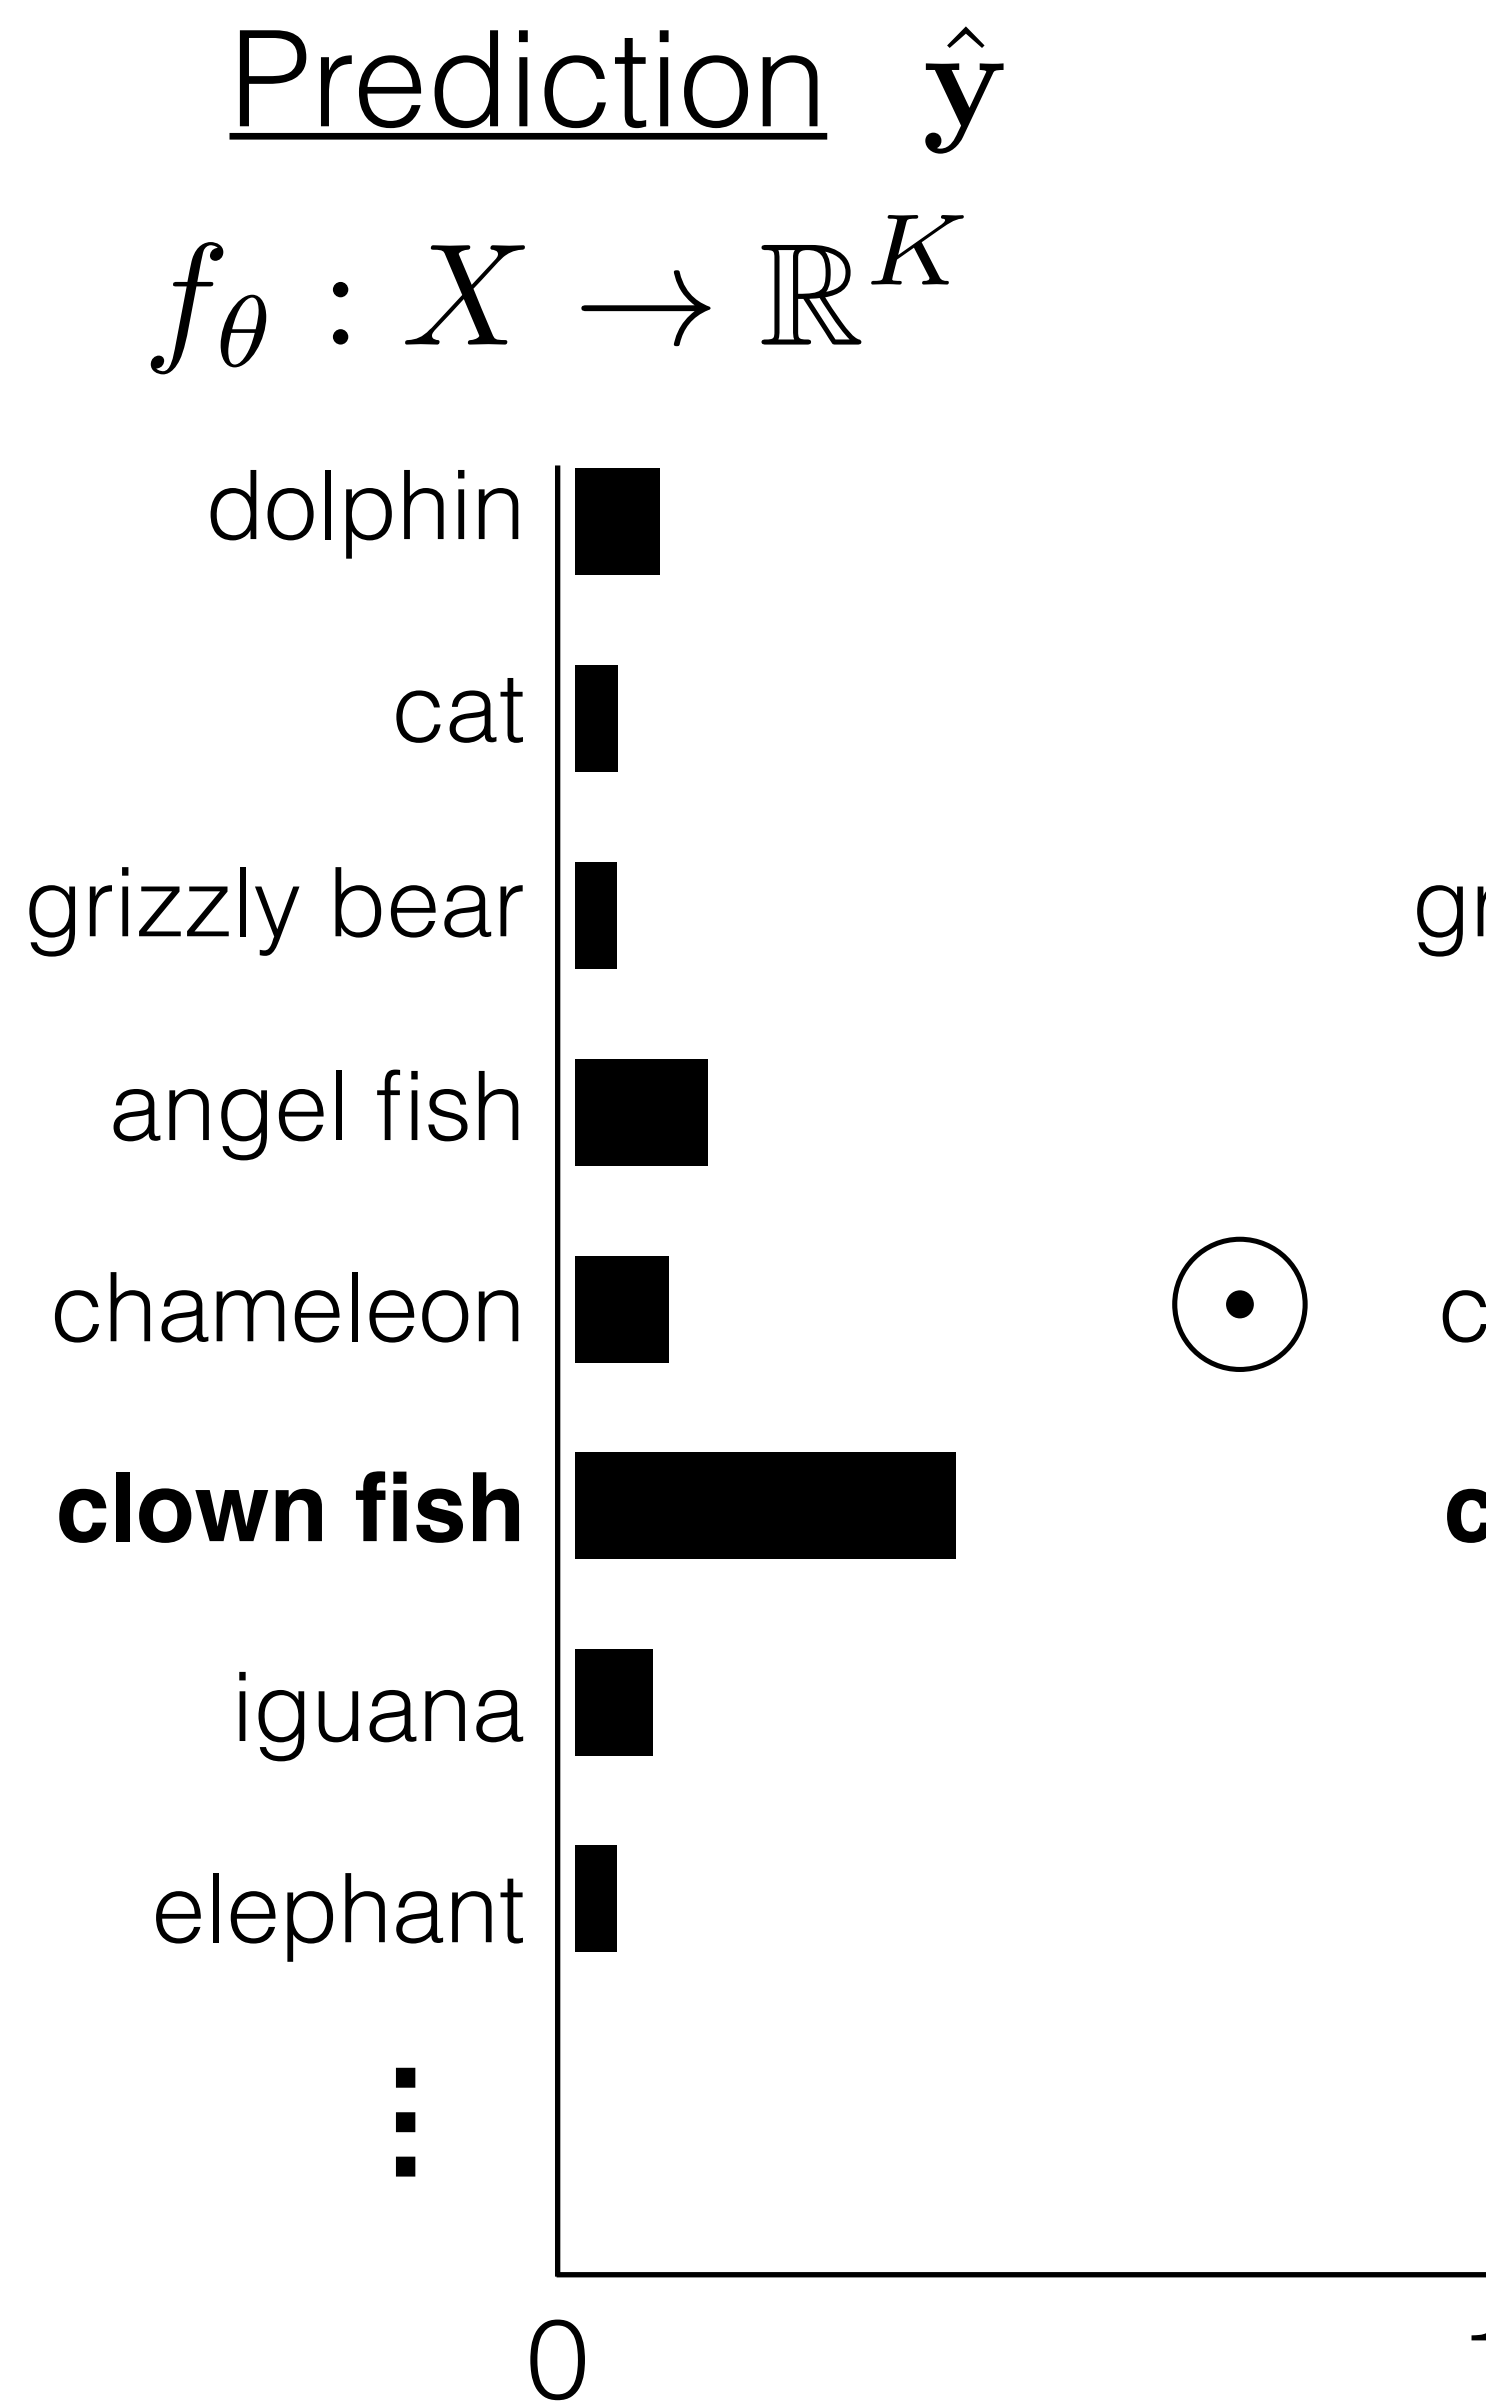 Prediction ŷ
f_θ : X → ℝ^K
dolphin
cat
grizzly bear
angel fish
chameleon
⊙
clown fish
iguana
elephant
⋮
0